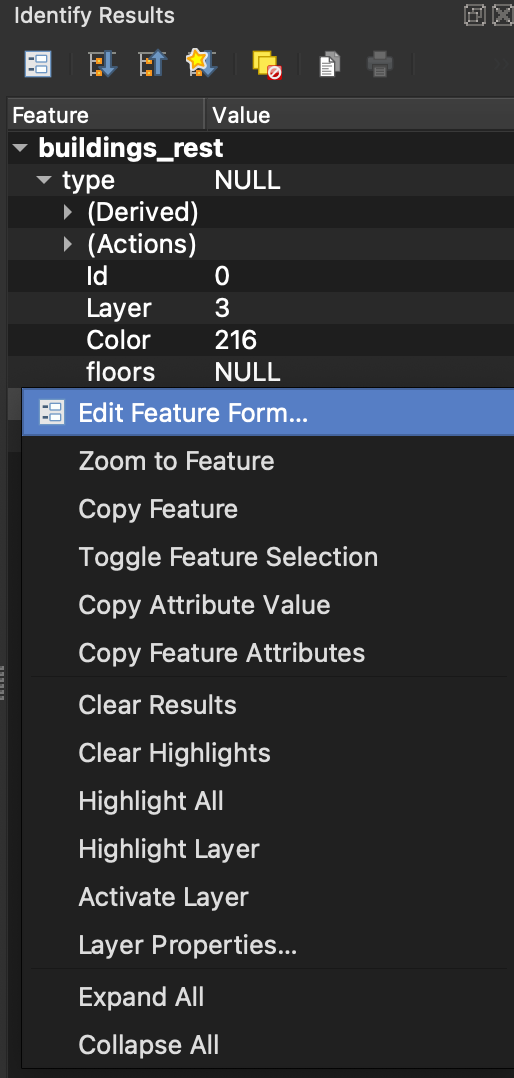 Identify Results
Feature Value
buildings_rest
type NULL
(Derived)
(Actions)
Id 0
Layer 3
Color 216
floors NULL
Edit Feature Form...
Zoom to Feature
Copy Feature
Toggle Feature Selection
Copy Attribute Value
Copy Feature Attributes
Clear Results
Clear Highlights
Highlight All
Highlight Layer
Activate Layer
Layer Properties...
Expand All
Collapse All